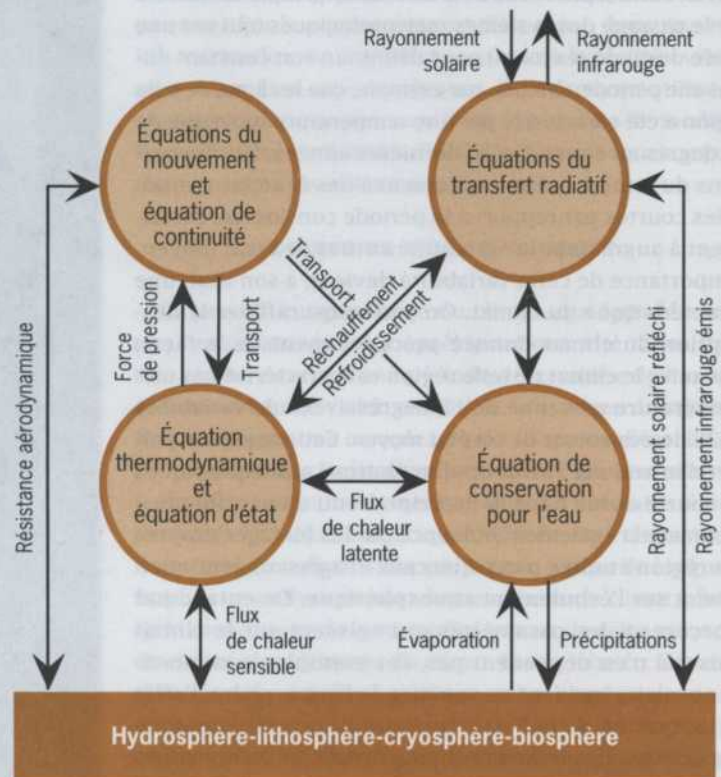 Rayonement
solaire
Rayonnment
infrarouge
Équations du
mouvement
et
équation de
continuité
Équations du
transfert radiatif
Transport
Réchauffement
Refroidissement
Force
de pression
Transport
Résistance aérodynamique
Équation
thermodynamique
et
équation d'état
Flux
de chaleur
latente
Équation de
conservation
pour l'eau
Rayonnement solaire réfléchi
Rayonnement infrarouge émis
Flux
de chaleur
sensible
Évaporation
Précipitations
Hydrosphère-lithosphère-cryosphère-biosphère